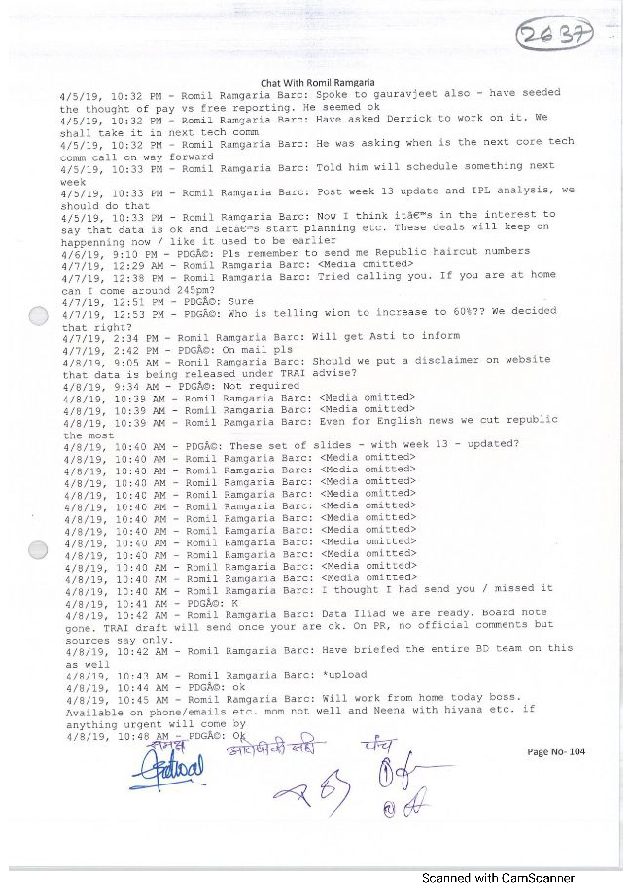 2637
Chat With Romil Ramgaria
4/5/19, 10:32 PM - Romil Ramgaria Barc: Spoke to gauravjeet also - have seeded
the thought of pay vs free reporting. He seemed ok
4/5/19, 10:32 PM - Romil Ramgaria Barc: Have asked Derrick to work on it. We
shall take it in next tech comm
4/5/19, 10:32 PM - Romil Ramgaria Barc: He was asking when is the next core tech
comm call on way forward
4/5/19, 10:33 PM - Romil Ramgaria Barc: Told him will schedule something next
week
4/5/19, 10:33 PM - Romil Ramgaria Barc: Post week 13 update and IPL analysis, we
should do that
4/5/19, 10:33 PM - Romil Ramgaria Barc: Now I think itâ€™s in the interest to
say that data is ok and letâ€™s start planning etc. These deals will keep on
happenning now / like it used to be earlier
4/6/19, 9:10 PM - PDGÂ©: Pls remember to send me Republic haircut numbers
4/7/19, 12:29 AM - Romil Ramgaria Barc: <Media omitted>
4/7/19, 12:38 PM - Romil Ramgaria Barc: Tried calling you. If you are at home
can I come around 245pm?
4/7/19, 12:51 PM - PDGÂ©: Sure
4/7/19, 12:53 PM - PDGÂ©: Who is telling wion to increase to 60%?? We decided
that right?
4/7/19, 2:34 PM - Romil Ramgaria Barc: Will get Asti to inform
4/7/19, 2:42 PM - PDGÂ©: On mail pls
4/8/19, 9:05 AM - Romil Ramgaria Barc: Should we put a disclaimer on website
that data is being released under TRAI advise?
4/8/19, 9:34 AM - PDGÂ©: Not required
4/8/19, 10:39 AM - Romil Ramgaria Barc: <Media omitted>
4/8/19, 10:39 AM - Romil Ramgaria Barc: <Media omitted>
4/8/19, 10:39 AM - Romil Ramgaria Barc: Even for English news we cut republic
the most
4/8/19, 10:40 AM - PDGÂ©: These set of slides - with week 13 - updated?
4/8/19, 10:40 AM - Romil Ramgaria Barc: <Media omitted>
4/8/19, 10:40 AM - Romil Ramgaria Barc: <Media omitted>
4/8/19, 10:40 AM - Romil Ramgaria Barc: <Media omitted>
4/8/19, 10:40 AM - Romil Ramgaria Barc: <Media omitted>
4/8/19, 10:40 AM - Romil Ramgaria Barc: <Media omitted>
4/8/19, 10:40 AM - Romil Ramgaria Barc: <Media omitted>
4/8/19, 10:40 AM - Romil Ramgaria Barc: <Media omitted>
4/8/19, 10:40 AM - Romil Ramgaria Barc: <Media omitted>
4/8/19, 10:40 AM - Romil Ramgaria Barc: <Media omitted>
4/8/19, 10:40 AM - Romil Ramgaria Barc: <Media omitted>
4/8/19, 10:40 AM - Romil Ramgaria Barc: <Media omitted>
4/8/19, 10:40 AM - Romil Ramgaria Barc: I thought I had send you / missed it
4/8/19, 10:41 AM - PDGÂ©: K
4/8/19, 10:42 AM - Romil Ramgaria Barc: Data Iliad we are ready. Board note
gone. TRAI draft will send once your are ok. On PR, no official comments but
sources say only.
4/8/19, 10:42 AM - Romil Ramgaria Barc: Have briefed the entire BD team on this
as well
4/8/19, 10:43 AM - Romil Ramgaria Barc: *upload
4/8/19, 10:44 AM - PDGÂ©: ok
4/8/19, 10:45 AM - Romil Ramgaria Barc: Will work from home today boss.
Available on phone/emails etc. mom not well and Neena with hiyana etc. if
anything urgent will come by
4/8/19, 10:48 AM - PDGÂ©: Ok
समक्ष आरोपीची सही पंच
Page No- 104
Scanned with CamScanner